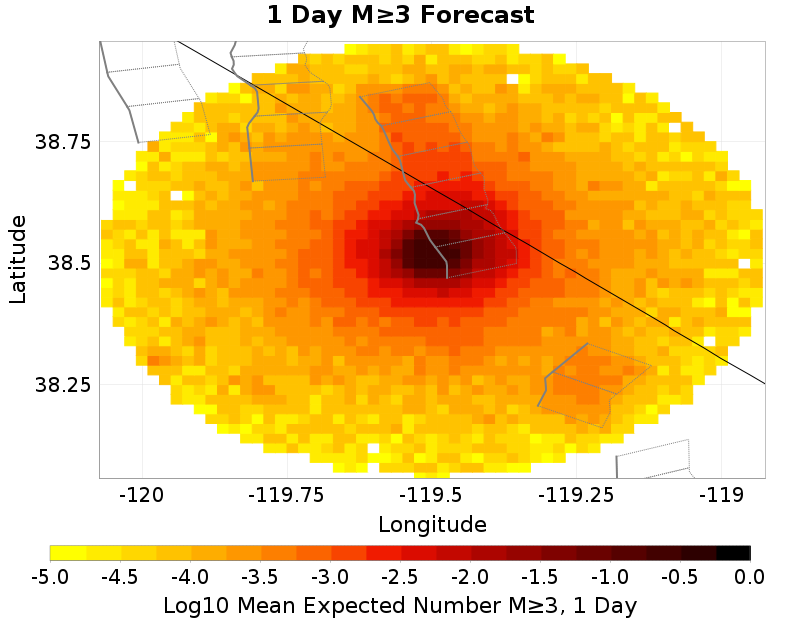 1 Day M≥3 Forecast
38.75
38.5
38.25
Latitude
-120 -119.75 -119.5 -119.25 -119
Longitude
-5.0 -4.5 -4.0 -3.5 -3.0 -2.5 -2.0 -1.5 -1.0 -0.5 0.0
Log10 Mean Expected Number M≥3, 1 Day